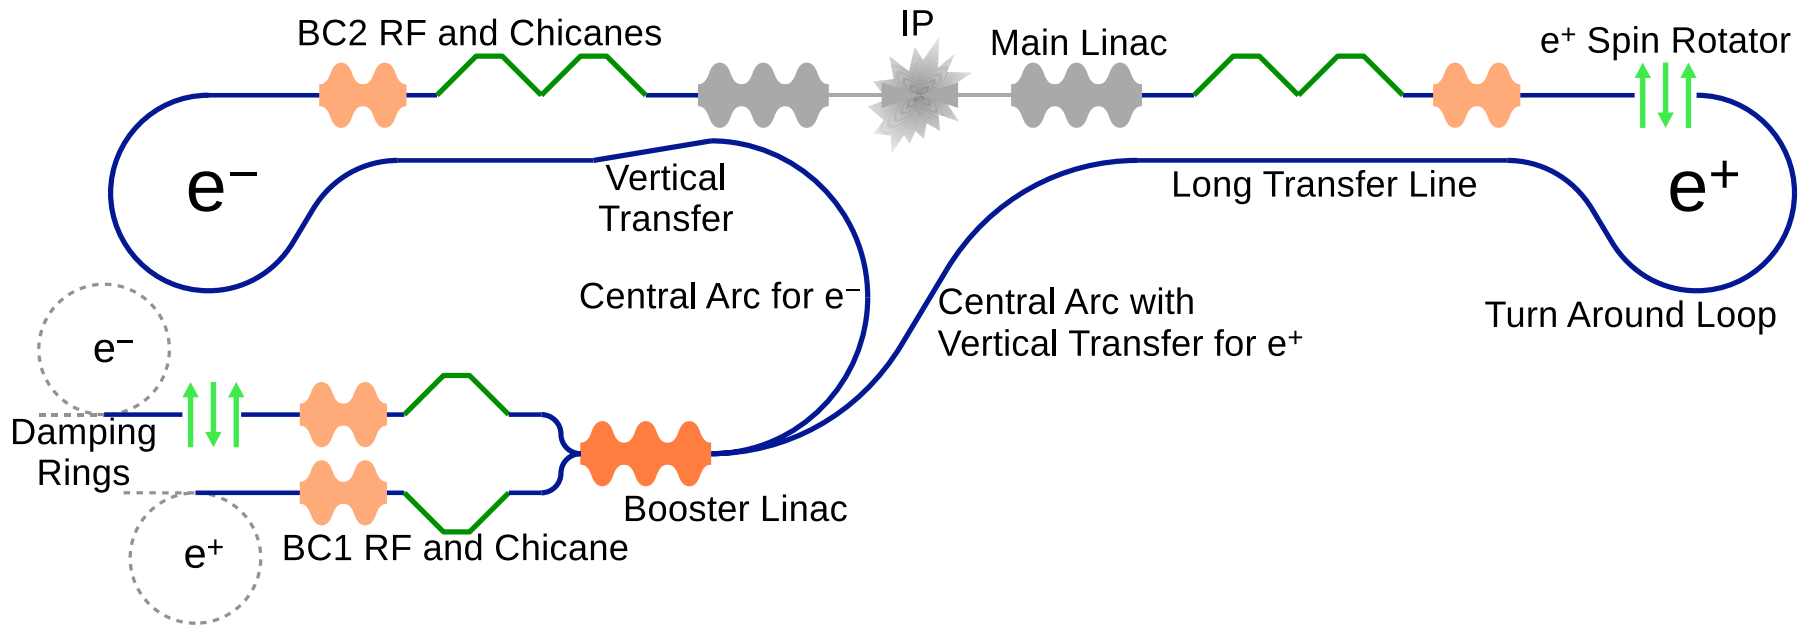 IP
BC2 RF and Chicanes
Main Linac
e⁺ Spin Rotator
e⁻
Vertical
Transfer
Long Transfer Line
e⁺
Central Arc for e⁻
Central Arc with
Vertical Transfer for e⁺
Turn Around Loop
e⁻
Damping
Rings
Booster Linac
e⁺
BC1 RF and Chicane